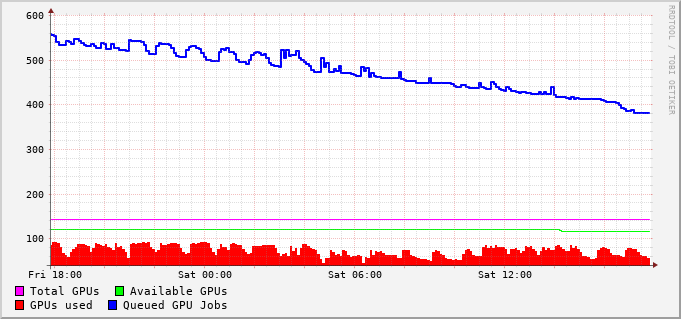 RRDTOOL / TOBI OETIKER
600
500
400
300
200
100
Fri 18:00 Sat 00:00 Sat 06:00 Sat 12:00
Total GPUs Available GPUs
GPUs used Queued GPU Jobs